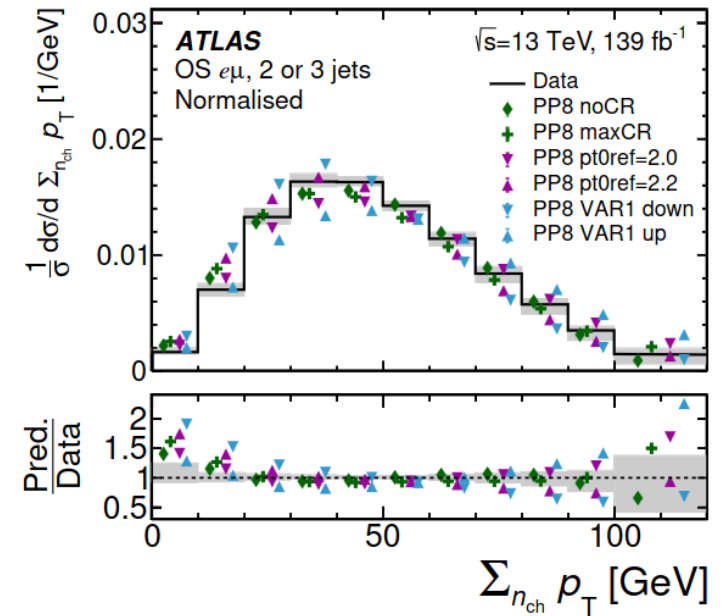 0.03
0.02
0.01
0
1/σ dσ/d Σ_{n_ch} p_T [1/GeV]
ATLAS
OS eμ, 2 or 3 jets
Normalised
√s=13 TeV, 139 fb⁻¹
Data
PP8 noCR
PP8 maxCR
PP8 pt0ref=2.0
PP8 pt0ref=2.2
PP8 VAR1 down
PP8 VAR1 up
Pred.
Data
2
1.5
1
0.5
0 50 100
Σ_{n_ch} p_T [GeV]